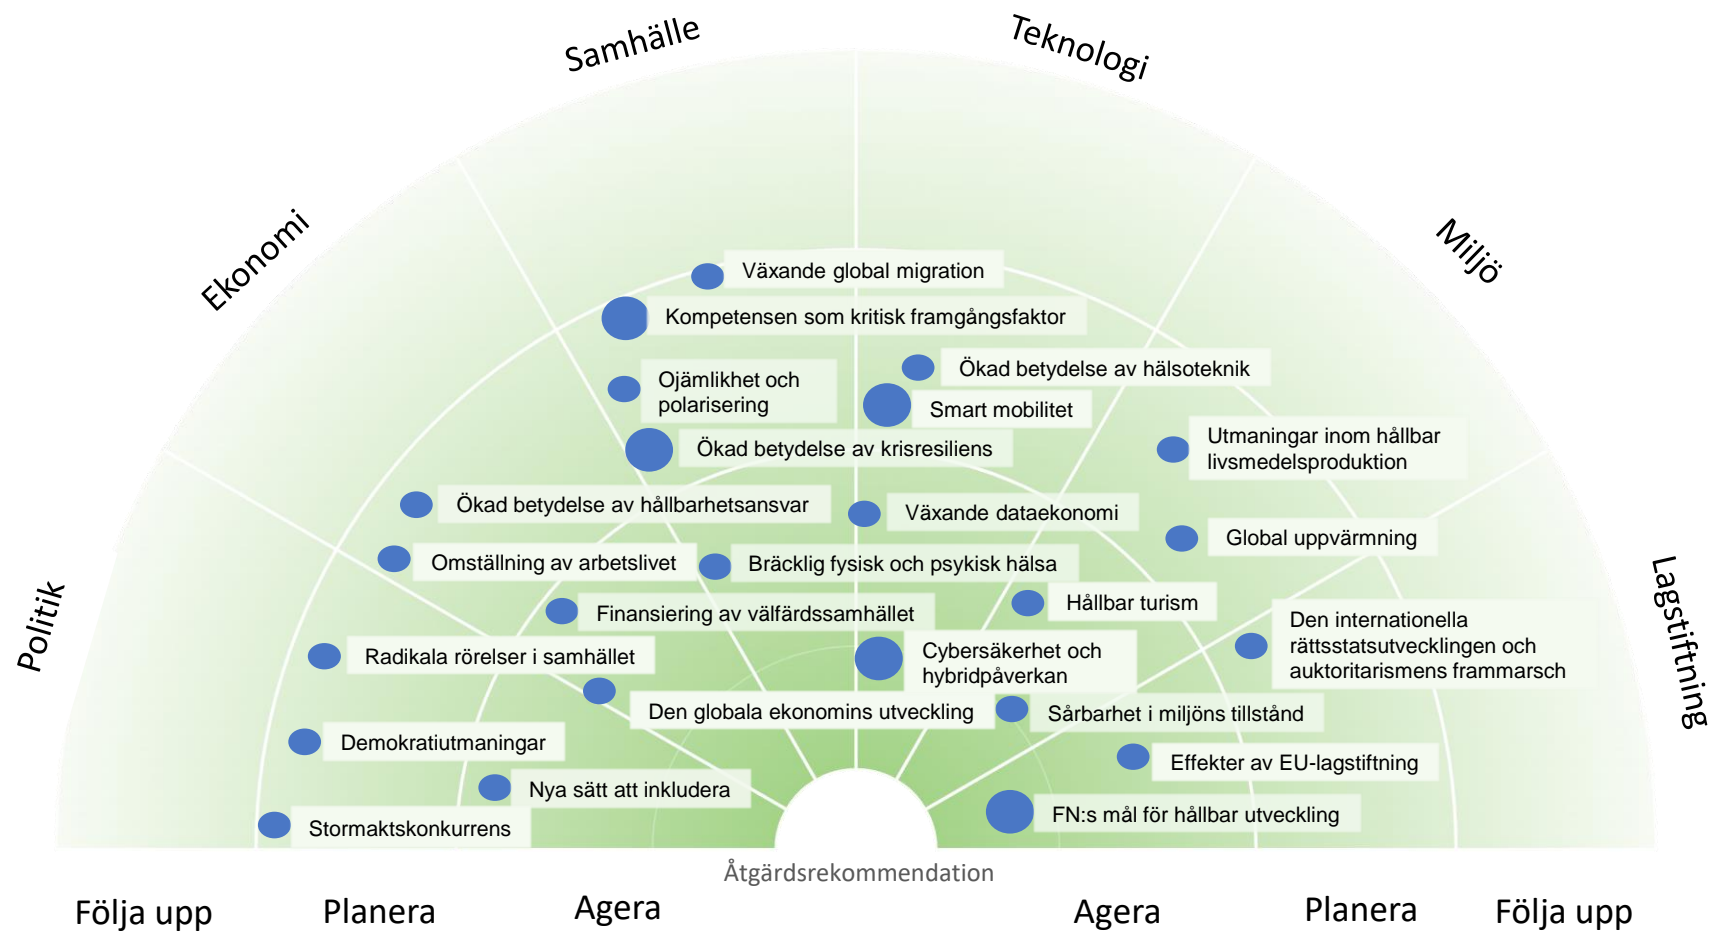 Samhälle
Teknologi
Ekonomi
Miljö
Politik
Lagstiftning
Växande global migration
Kompetensen som kritisk framgångsfaktor
Ökad betydelse av hälsoteknik
Ojämlikhet och
polarisering
Smart mobilitet
Utmaningar inom hållbar
livsmedelsproduktion
Ökad betydelse av krisresiliens
Ökad betydelse av hållbarhetsansvar
Växande dataekonomi
Global uppvärmning
Omställning av arbetslivet
Bräcklig fysisk och psykisk hälsa
Hållbar turism
Finansiering av välfärdssamhället
Den internationella
rättsstatsutvecklingen och
auktoritarismens frammarsch
Radikala rörelser i samhället
Cybersäkerhet och
hybridpåverkan
Den globala ekonomins utveckling
Sårbarhet i miljöns tillstånd
Demokratiutmaningar
Effekter av EU-lagstiftning
Nya sätt att inkludera
FN:s mål för hållbar utveckling
Stormaktskonkurrens
Åtgärdsrekommendation
Följa upp
Planera
Agera
Agera
Planera
Följa upp